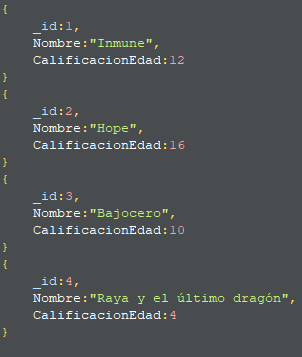 {
_id:1,
Nombre:"Inmune",
CalificacionEdad:12
}
{
_id:2,
Nombre:"Hope",
CalificacionEdad:16
}
{
_id:3,
Nombre:"Bajocero",
CalificacionEdad:10
}
{
_id:4,
Nombre:"Raya y el último dragón",
CalificacionEdad:4
}